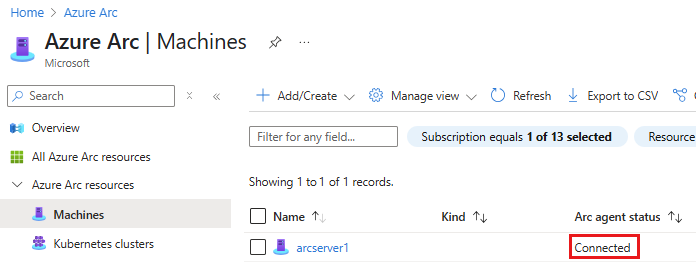 Home > Azure Arc >
Azure Arc | Machines
Microsoft
Search
+ Add/Create Manage view Refresh Export to CSV
Overview
Filter for any field...
Subscription equals 1 of 13 selected
Resource
All Azure Arc resources
Azure Arc resources
Showing 1 to 1 of 1 records.
Machines
Name ↑↓ Kind ↑↓ Arc agent status ↑↓
Kubernetes clusters
arcserver1 Connected